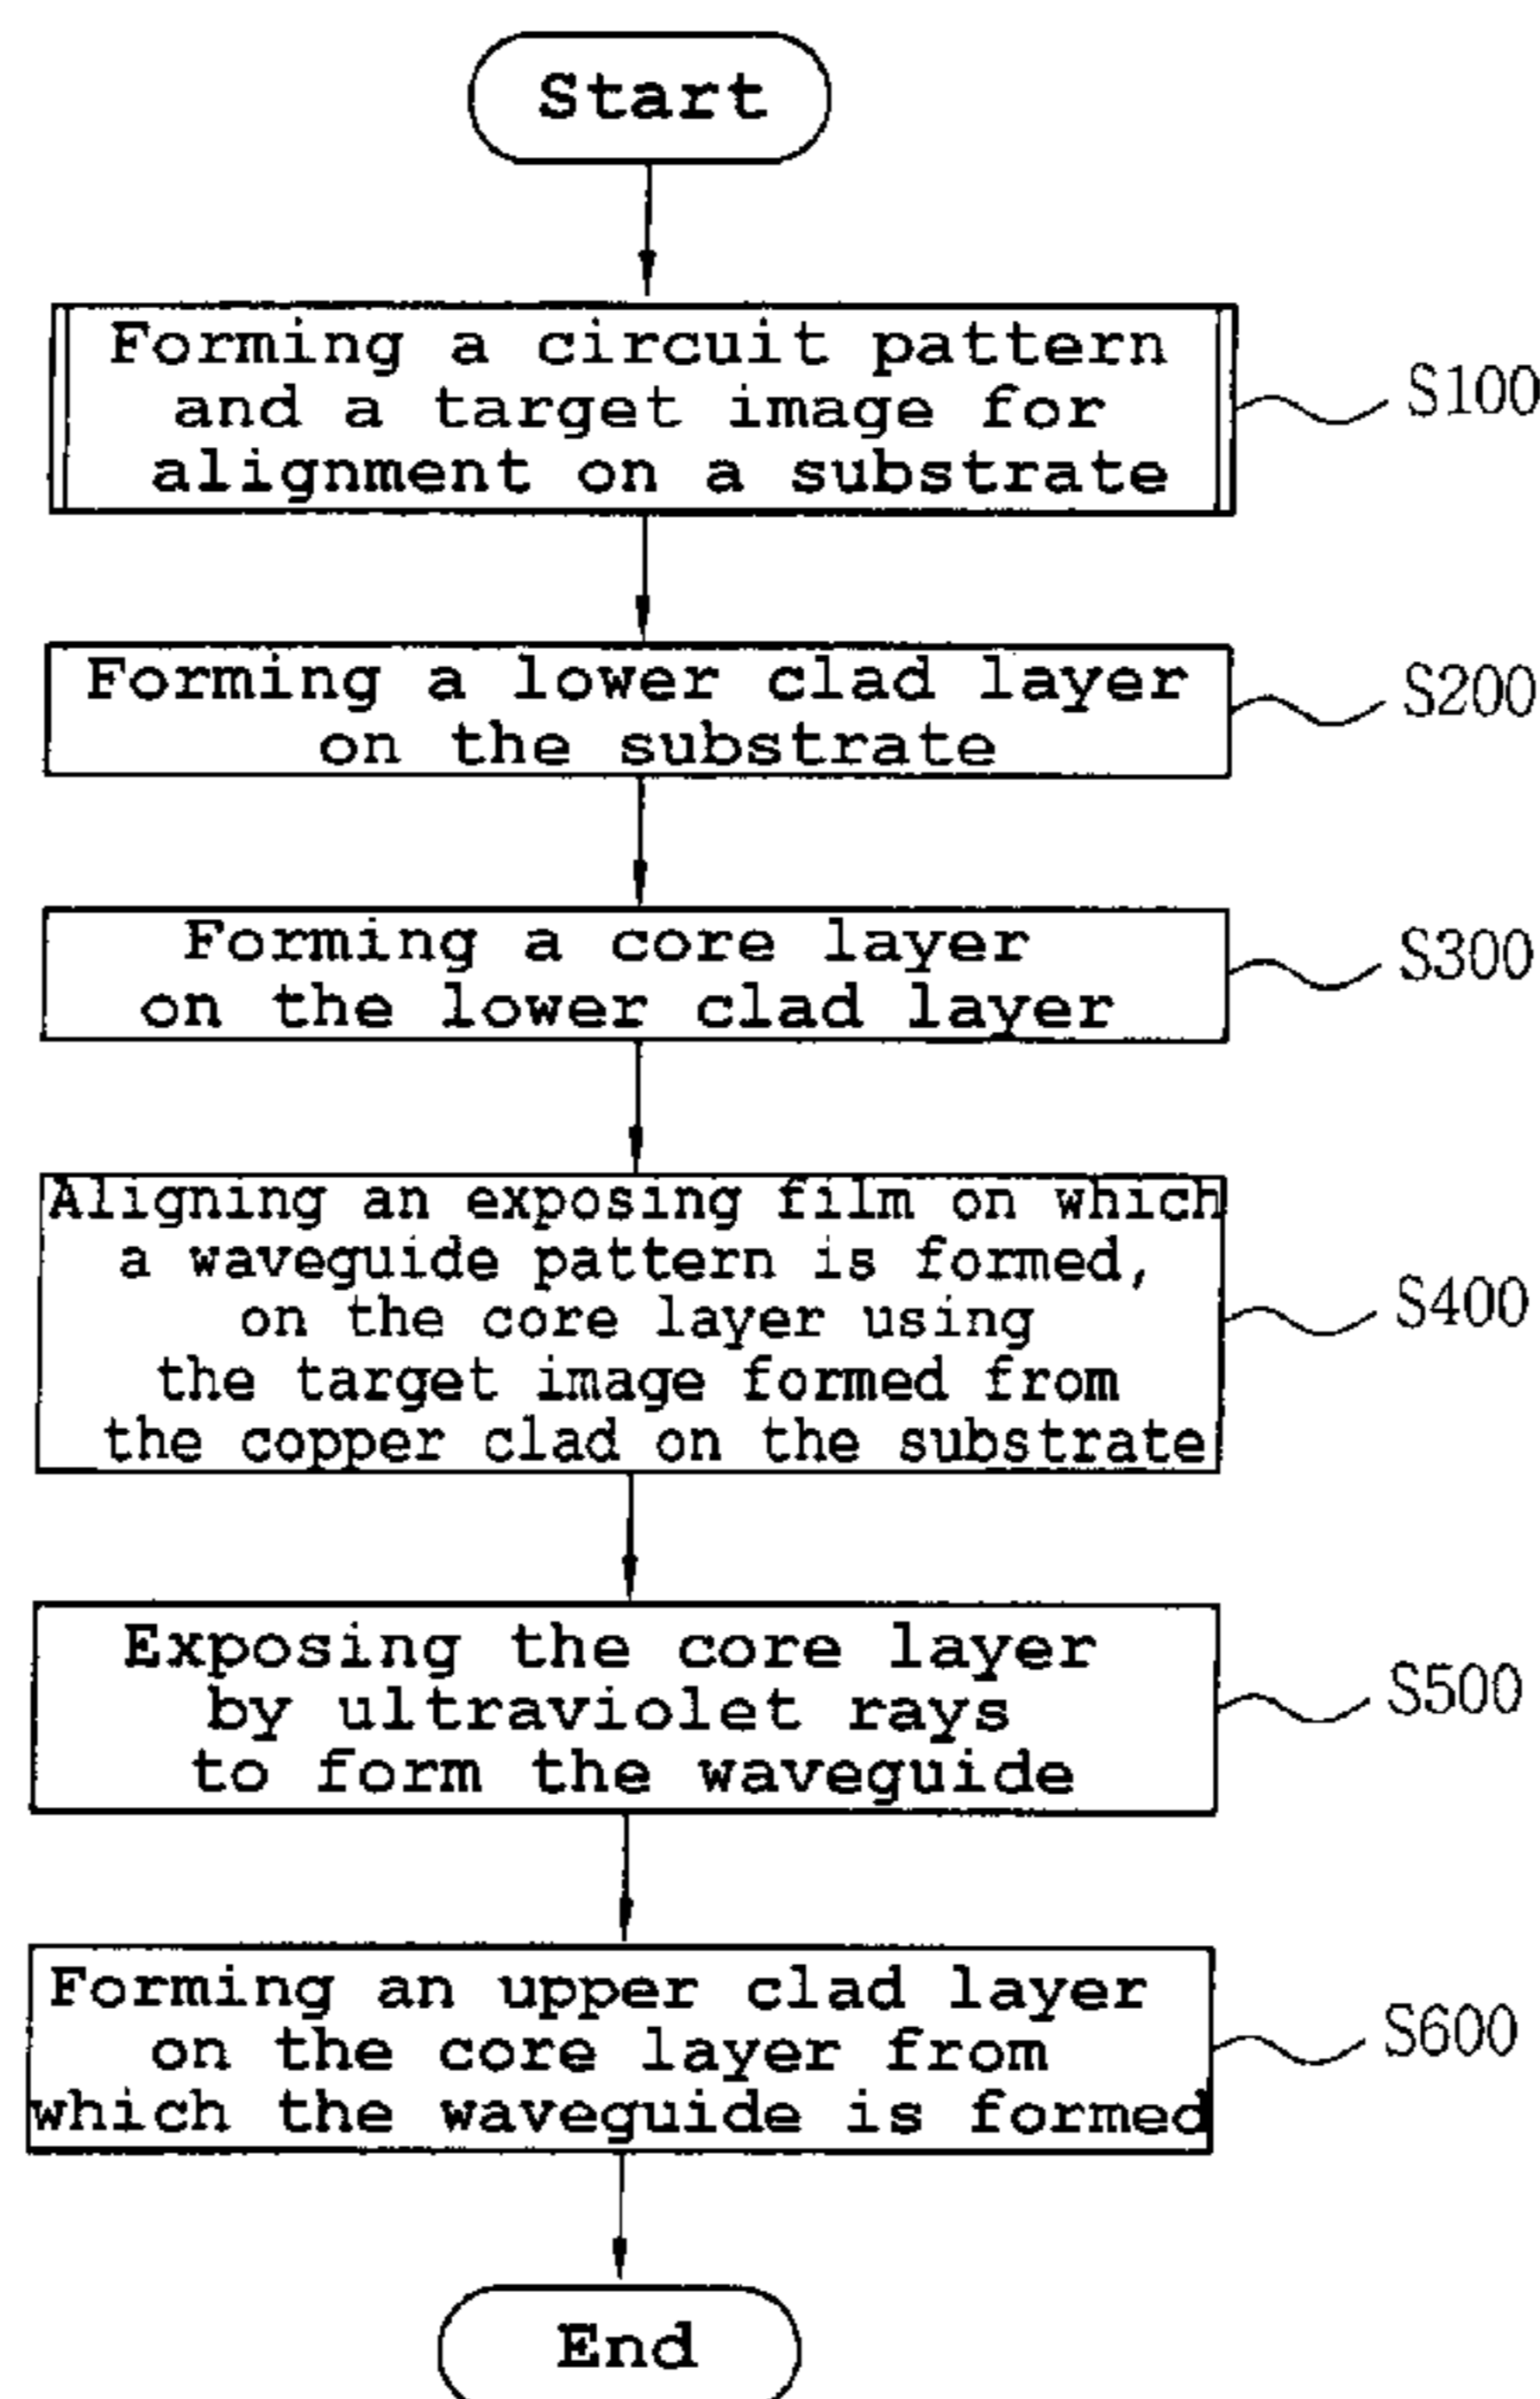 Start
Forming a circuit pattern
and a target image for
alignment on a substrate
S100
Forming a lower clad layer
on the substrate
S200
Forming a core layer
on the lower clad layer
S300
Aligning an exposing film on which
a waveguide pattern is formed,
on the core layer using
the target image formed from
the copper clad on the substrate
S400
Exposing the core layer
by ultraviolet rays
to form the waveguide
S500
Forming an upper clad layer
on the core layer from
which the waveguide is formed
S600
End